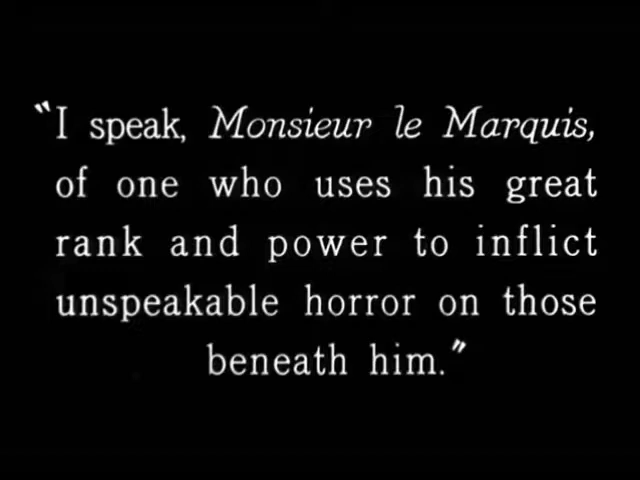 "I speak, Monsieur le Marquis,
of one who uses his great
rank and power to inflict
unspeakable horror on those
beneath him."